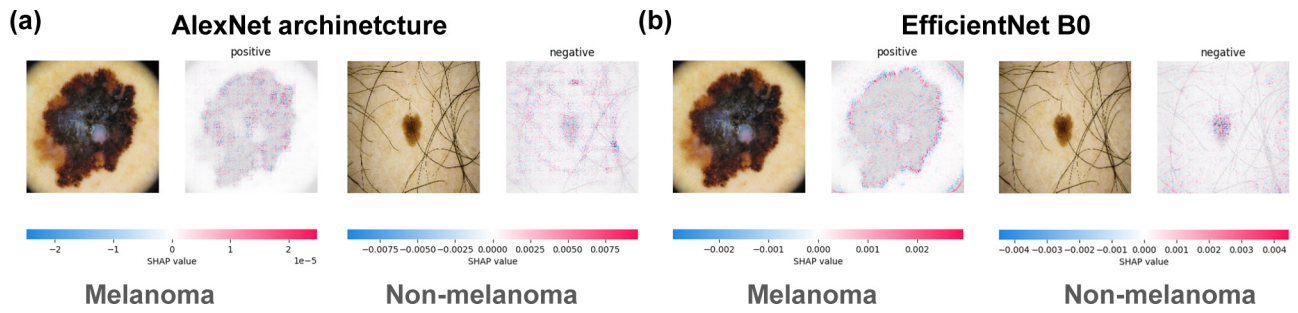 (a)
AlexNet archinetcture
positive
negative
−2 −1 0 1 2
1e−5
SHAP value
−0.0075 −0.0050 −0.0025 0.0000 0.0025 0.0050 0.0075
SHAP value
Melanoma
Non-melanoma
(b)
EfficientNet B0
positive
negative
−0.002 −0.001 0.000 0.001 0.002
SHAP value
−0.004 −0.003 −0.002 −0.001 0.000 0.001 0.002 0.003 0.004
SHAP value
Melanoma
Non-melanoma